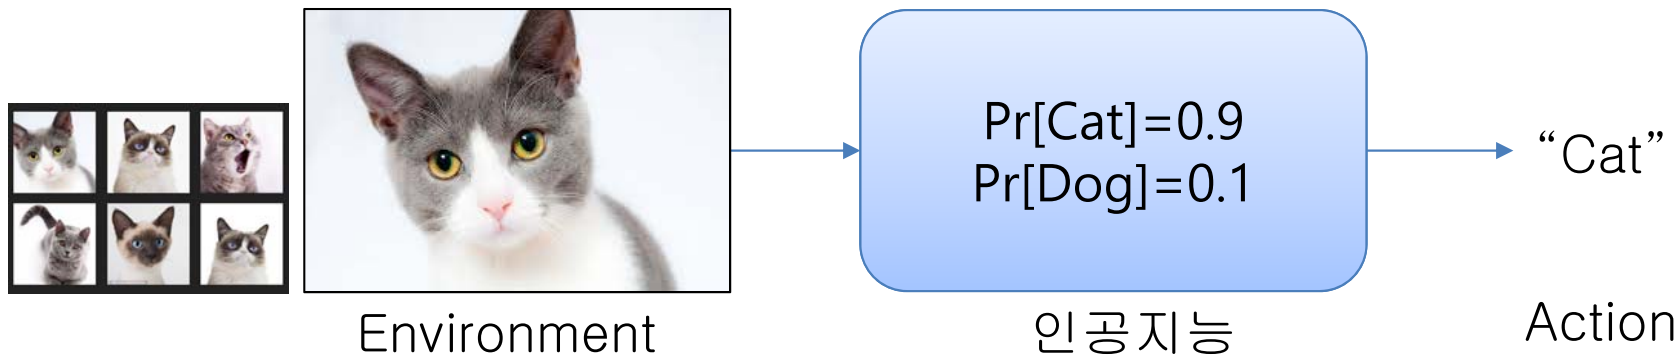 Pr[Cat]=0.9
Pr[Dog]=0.1
“Cat”
Environment
인공지능
Action